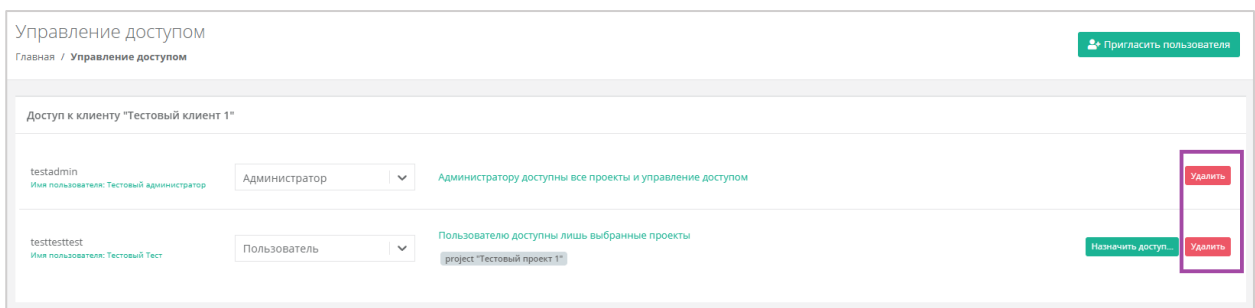 Управление доступом
Главная / Управление доступом
Пригласить пользователя
Доступ к клиенту "Тестовый клиент 1"
testadmin
Имя пользователя: Тестовый администратор
Администратор
Администратору доступны все проекты и управление доступом
Удалить
testtesttest
Имя пользователя: Тестовый Тест
Пользователь
Пользователю доступны лишь выбранные проекты
project "Тестовый проект 1"
Назначить доступ...
Удалить